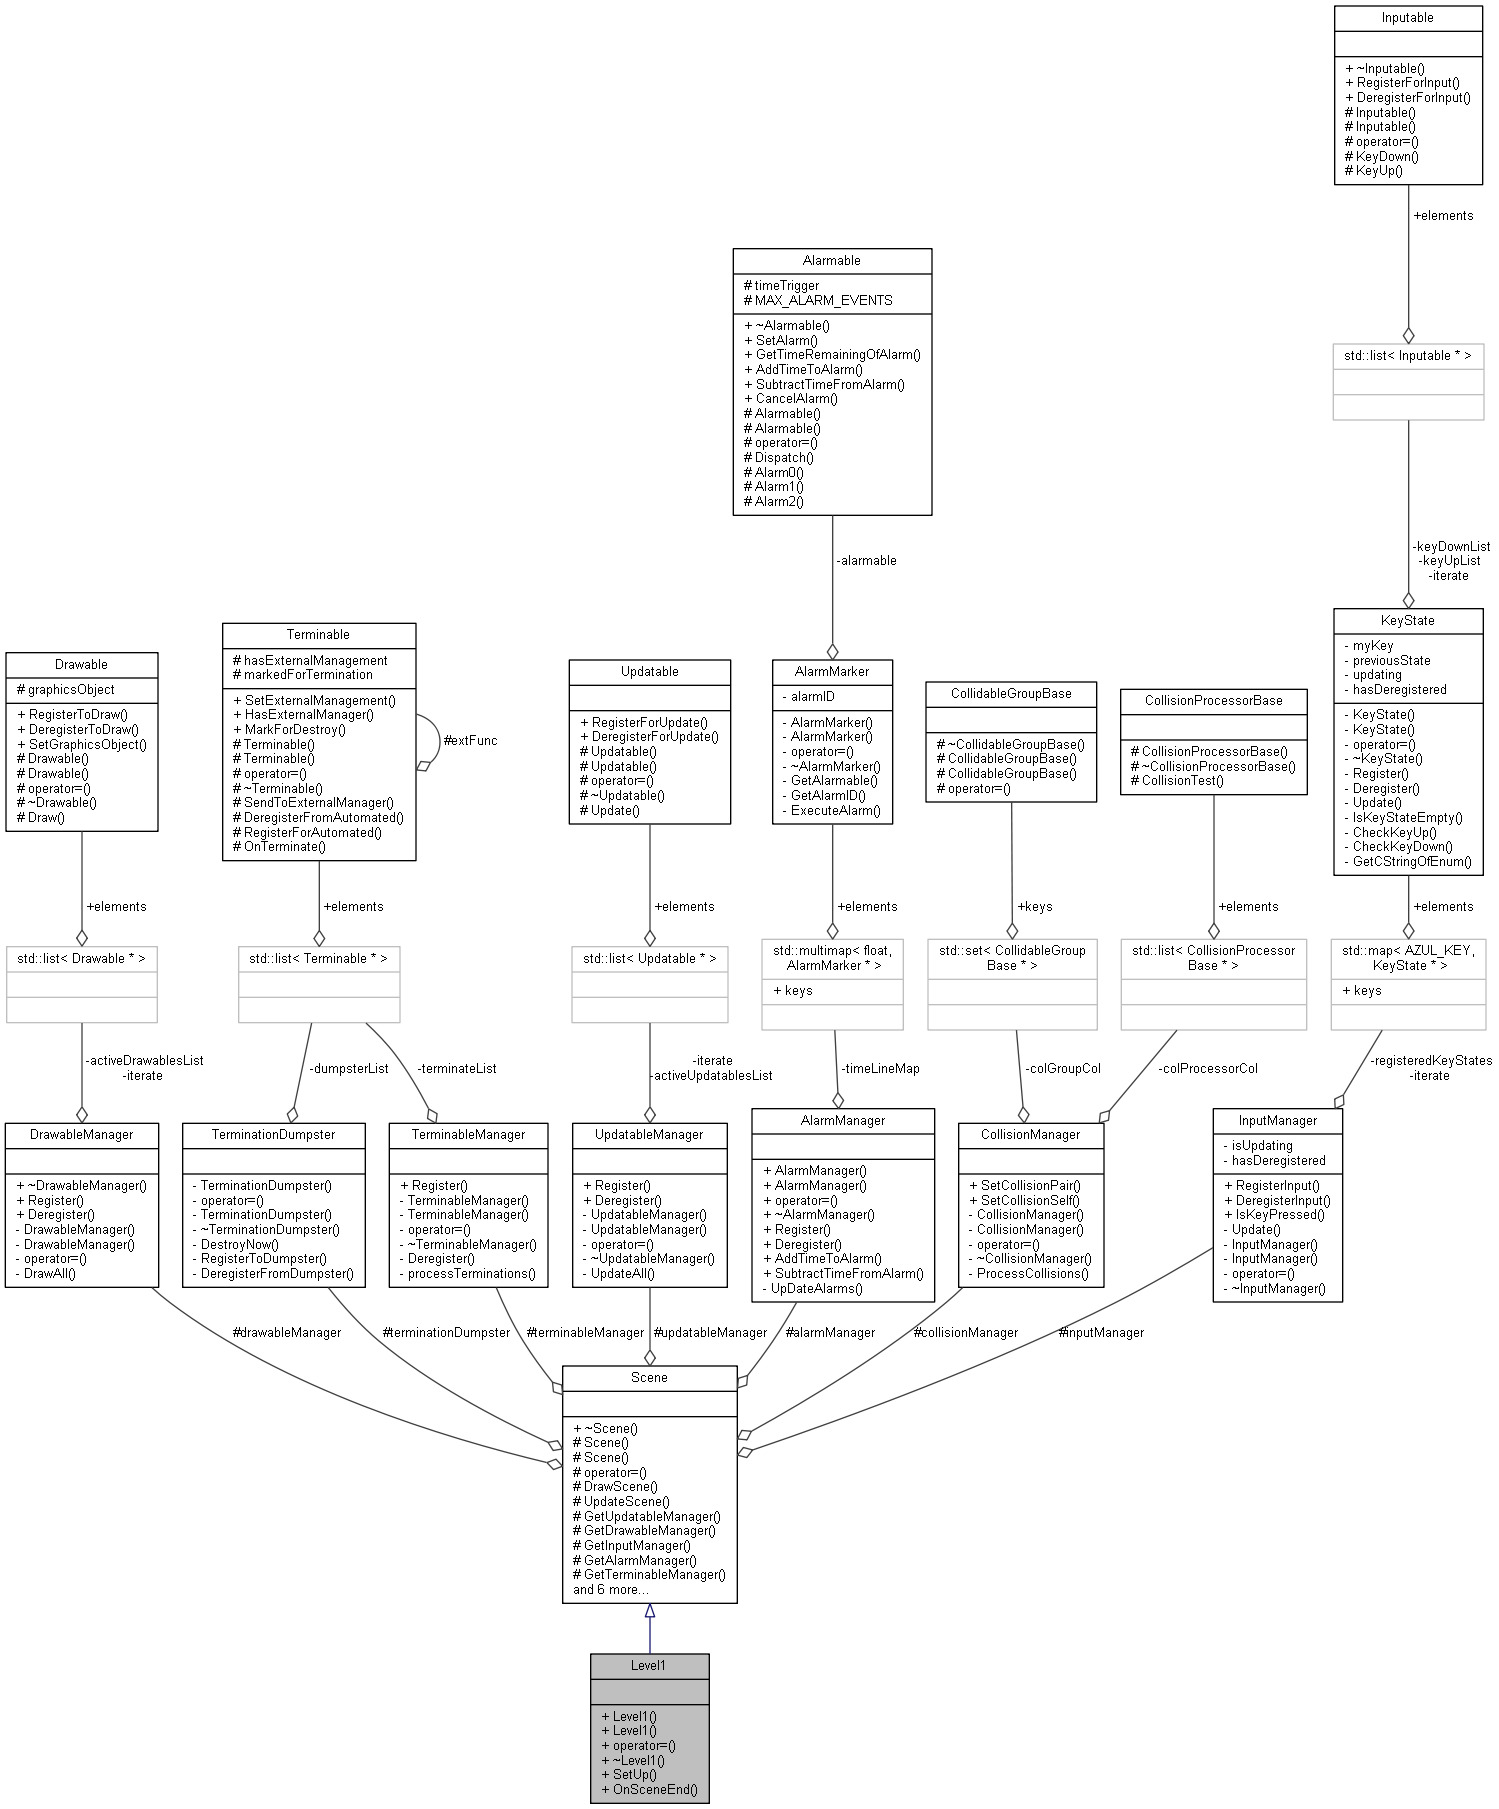 Inputable
+ ~Inputable()
+ RegisterForInput()
+ DeregisterForInput()
# Inputable()
# Inputable()
# operator=()
# KeyDown()
# KeyUp()
+elements
Alarmable
# timeTrigger
# MAX_ALARM_EVENTS
+ ~Alarmable()
+ SetAlarm()
+ GetTimeRemainingOfAlarm()
+ AddTimeToAlarm()
+ SubtractTimeFromAlarm()
+ CancelAlarm()
# Alarmable()
# Alarmable()
# operator=()
# Dispatch()
# Alarm0()
# Alarm1()
# Alarm2()
std::list< Inputable * >
-alarmable
-keyDownList
-keyUpList
-iterate
Drawable
# graphicsObject
+ RegisterToDraw()
+ DeregisterToDraw()
+ SetGraphicsObject()
# Drawable()
# Drawable()
# operator=()
# ~Drawable()
# Draw()
Terminable
# hasExternalManagement
# markedForTermination
+ SetExternalManagement()
+ HasExternalManager()
+ MarkForDestroy()
# Terminable()
# Terminable()
# operator=()
# ~Terminable()
# SendToExternalManager()
# DeregisterFromAutomated()
# RegisterForAutomated()
# OnTerminate()
#extFunc
Updatable
+ RegisterForUpdate()
+ DeregisterForUpdate()
# Updatable()
# Updatable()
# operator=()
# ~Updatable()
# Update()
AlarmMarker
- alarmID
- AlarmMarker()
- AlarmMarker()
- operator=()
- ~AlarmMarker()
- GetAlarmable()
- GetAlarmID()
- ExecuteAlarm()
CollidableGroupBase
# ~CollidableGroupBase()
# CollidableGroupBase()
# CollidableGroupBase()
# operator=()
CollisionProcessorBase
# CollisionProcessorBase()
# ~CollisionProcessorBase()
# CollisionTest()
KeyState
- myKey
- previousState
- updating
- hasDeregistered
- KeyState()
- KeyState()
- operator=()
- ~KeyState()
- Register()
- Deregister()
- Update()
- IsKeyStateEmpty()
- CheckKeyUp()
- CheckKeyDown()
- GetCStringOfEnum()
+elements
+elements
+elements
+elements
+keys
+elements
+elements
std::list< Drawable * >
std::list< Terminable * >
std::list< Updatable * >
std::multimap< float,
AlarmMarker * >
+ keys
std::set< CollidableGroup
Base * >
std::list< CollisionProcessor
Base * >
std::map< AZUL_KEY,
KeyState * >
+ keys
-activeDrawablesList
-iterate
-dumpsterList
-terminateList
-iterate
-activeUpdatablesList
-timeLineMap
-colGroupCol
-colProcessorCol
-registeredKeyStates
-iterate
DrawableManager
+ ~DrawableManager()
+ Register()
+ Deregister()
- DrawableManager()
- DrawableManager()
- operator=()
- DrawAll()
TerminationDumpster
- TerminationDumpster()
- operator=()
- TerminationDumpster()
- ~TerminationDumpster()
- DestroyNow()
- RegisterToDumpster()
- DeregisterFromDumpster()
TerminableManager
+ Register()
- TerminableManager()
- TerminableManager()
- operator=()
- ~TerminableManager()
- Deregister()
- processTerminations()
UpdatableManager
+ Register()
+ Deregister()
- UpdatableManager()
- UpdatableManager()
- operator=()
- ~UpdatableManager()
- UpdateAll()
AlarmManager
+ AlarmManager()
+ AlarmManager()
+ operator=()
+ ~AlarmManager()
+ Register()
+ Deregister()
+ AddTimeToAlarm()
+ SubtractTimeFromAlarm()
- UpDateAlarms()
CollisionManager
+ SetCollisionPair()
+ SetCollisionSelf()
- CollisionManager()
- CollisionManager()
- operator=()
- ~CollisionManager()
- ProcessCollisions()
InputManager
- isUpdating
- hasDeregistered
+ RegisterInput()
+ DeregisterInput()
+ IsKeyPressed()
- Update()
- InputManager()
- InputManager()
- operator=()
- ~InputManager()
#drawableManager
#terminationDumpster
#terminableManager
#updatableManager
#alarmManager
#collisionManager
#inputManager
Scene
+ ~Scene()
# Scene()
# Scene()
# operator=()
# DrawScene()
# UpdateScene()
# GetUpdatableManager()
# GetDrawableManager()
# GetInputManager()
# GetAlarmManager()
# GetTerminableManager()
and 6 more...
Level1
+ Level1()
+ Level1()
+ operator=()
+ ~Level1()
+ SetUp()
+ OnSceneEnd()